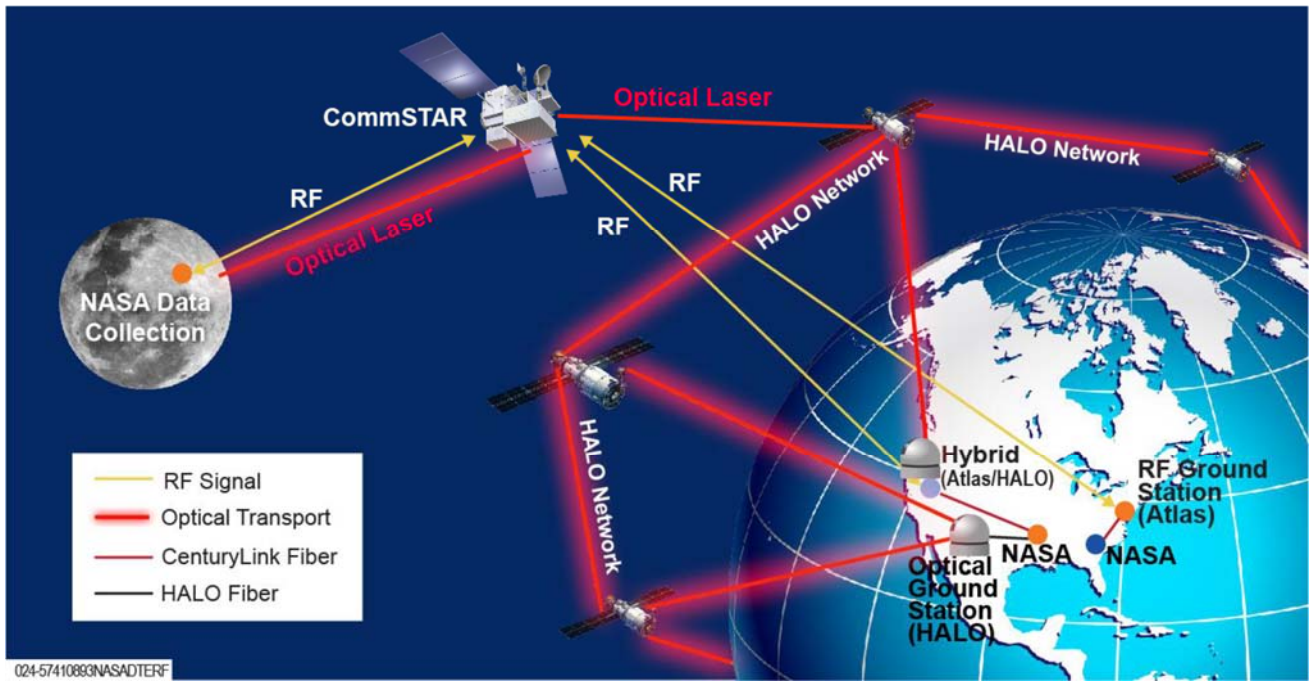 CommSTAR
Optical Laser
HALO Network
RF
Optical Laser
RF
RF
HALO Network
NASA Data
Collection
HALO Network
RF Signal
Optical Transport
CenturyLink Fiber
HALO Fiber
Hybrid
(Atlas/HALO)
RF Ground
Station
(Atlas)
NASA
NASA
Optical
Ground
Station
(HALO)
024-57410893NASADTERF